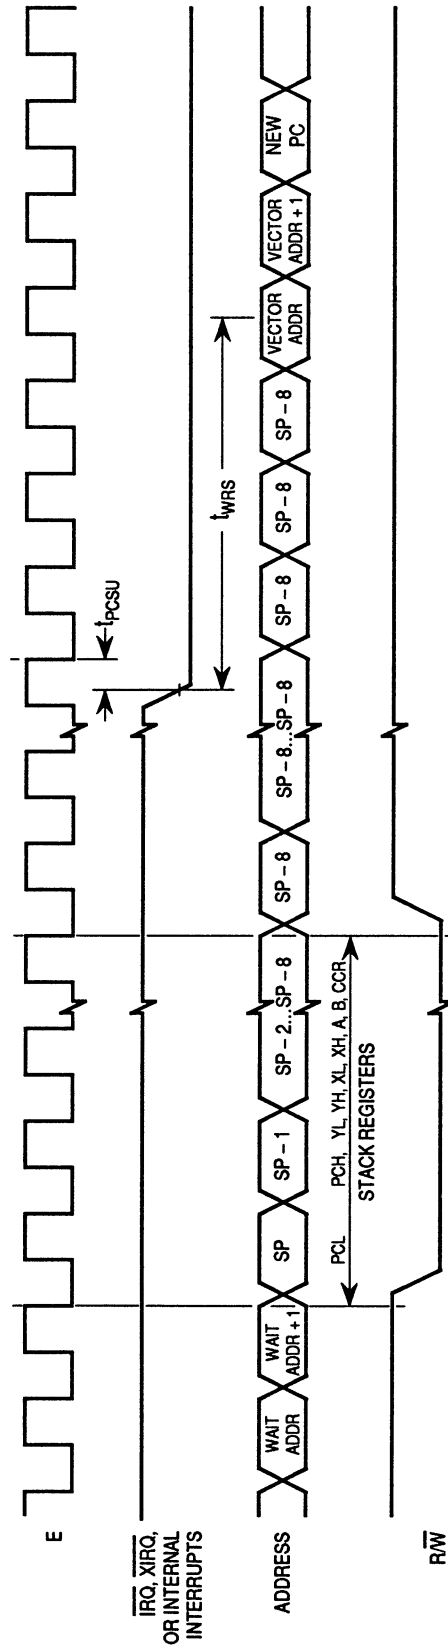 E
t_PCSU
IRQ, XIRQ,
OR INTERNAL
INTERRUPTS
t_WRS
ADDRESS
WAIT
ADDR
WAIT
ADDR + 1
SP
SP – 1
SP – 2...SP – 8
SP – 8
SP – 8...SP – 8
SP – 8
SP – 8
SP – 8
VECTOR
ADDR
VECTOR
ADDR + 1
NEW
PC
PCL PCH, YL, YH, XL, XH, A, B, CCR
STACK REGISTERS
R/W